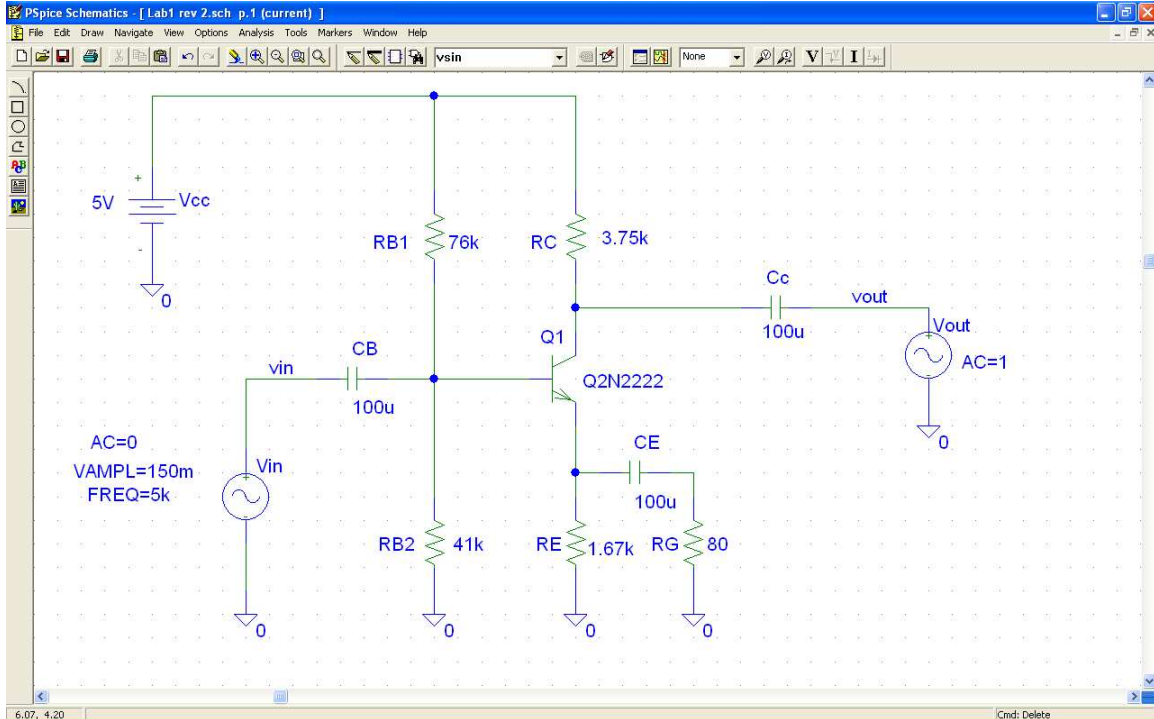 PSpice Schematics - [ Lab1 rev 2.sch p.1 (current) ]
File Edit Draw Navigate View Options Analysis Tools Markers Window Help
vsin
None
V
I
5V
+
Vcc
-
0
RB1
76k
RC
3.75k
Cc
100u
vout
Vout
+
-
AC=1
0
Q1
Q2N2222
CB
vin
100u
AC=0
VAMPL=150m
FREQ=5k
Vin
+
-
CE
100u
RB2
41k
RE
1.67k
RG
80
0
0
0
0
6.07, 4.20
Cmd: Delete